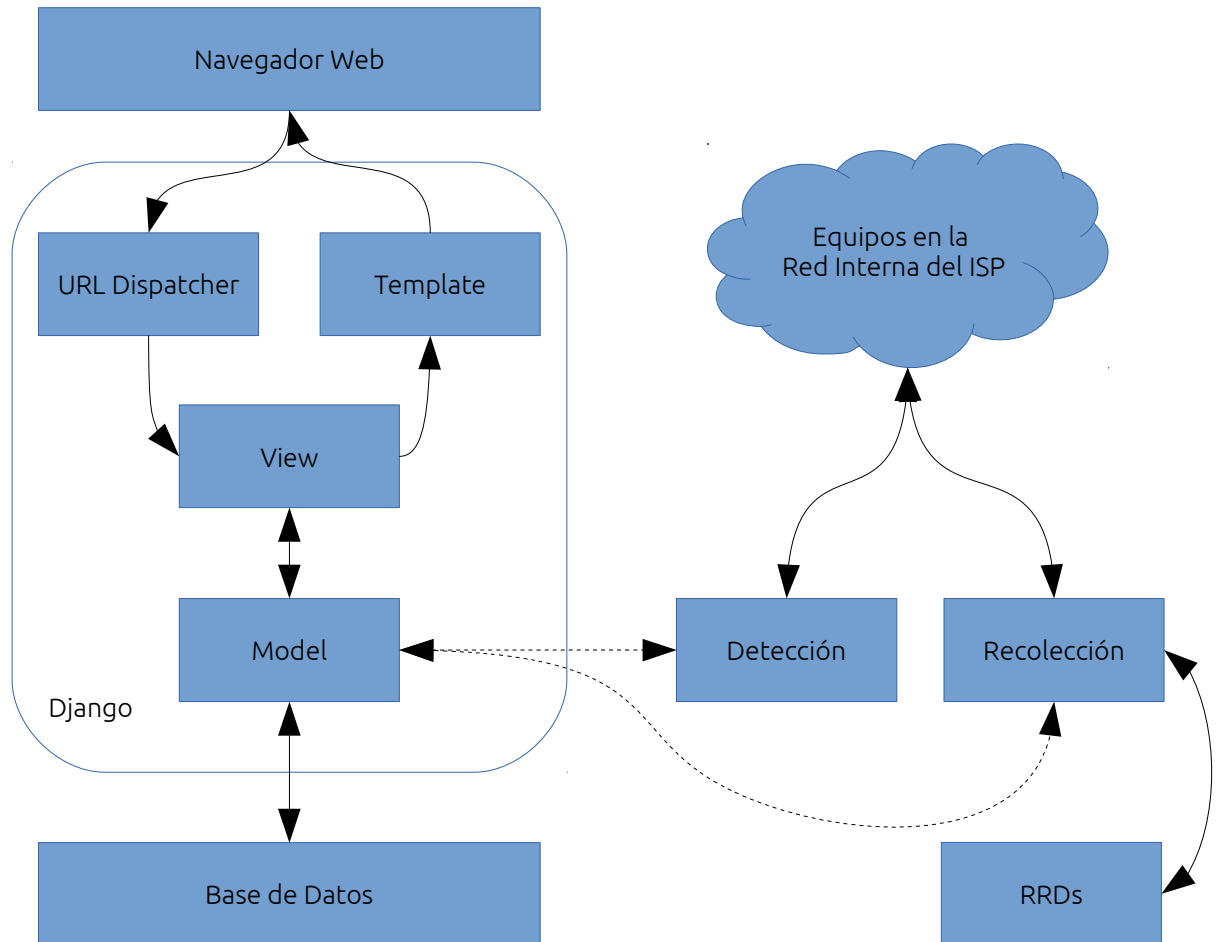 Navegador Web
URL Dispatcher
Template
Equipos en la
Red Interna del ISP
View
Model
Detección
Recolección
Django
Base de Datos
RRDs